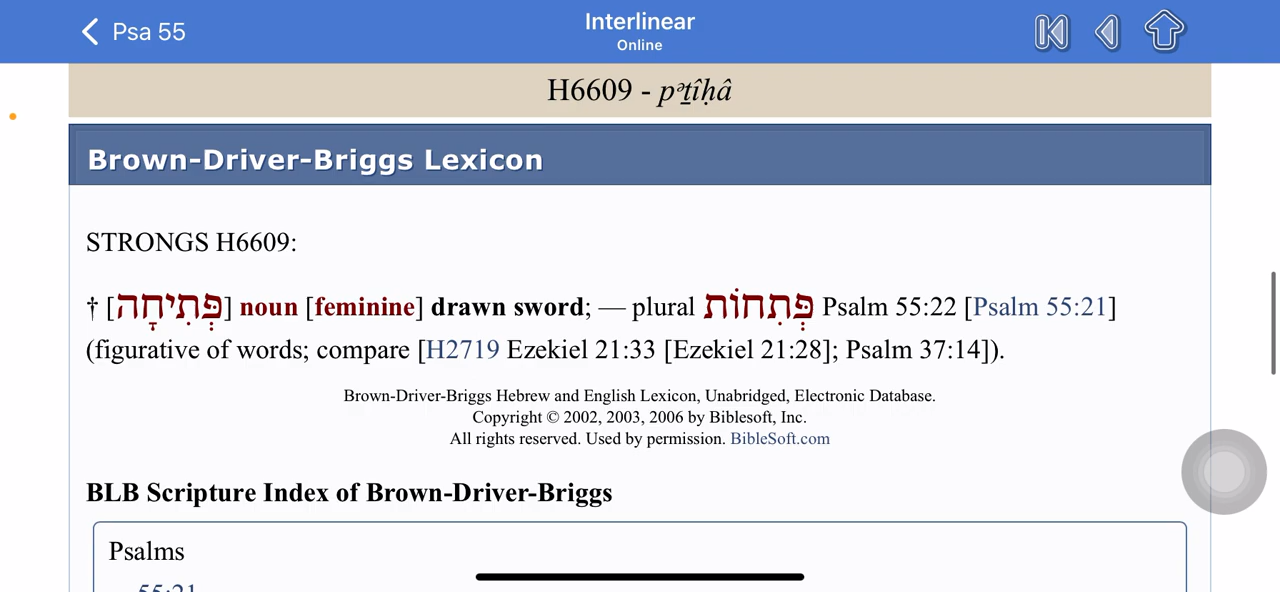 Psa 55
Interlinear
Online
H6609 - pᵊṯîḥâ
Brown-Driver-Briggs Lexicon
STRONGS H6609:
† [פְּתִיחָה] noun [feminine] drawn sword; — plural פְּתִחוֹת Psalm 55:22 [Psalm 55:21]
(figurative of words; compare [H2719 Ezekiel 21:33 [Ezekiel 21:28]; Psalm 37:14]).
Brown-Driver-Briggs Hebrew and English Lexicon, Unabridged, Electronic Database.
Copyright © 2002, 2003, 2006 by Biblesoft, Inc.
All rights reserved. Used by permission. BibleSoft.com
BLB Scripture Index of Brown-Driver-Briggs
Psalms
55:21